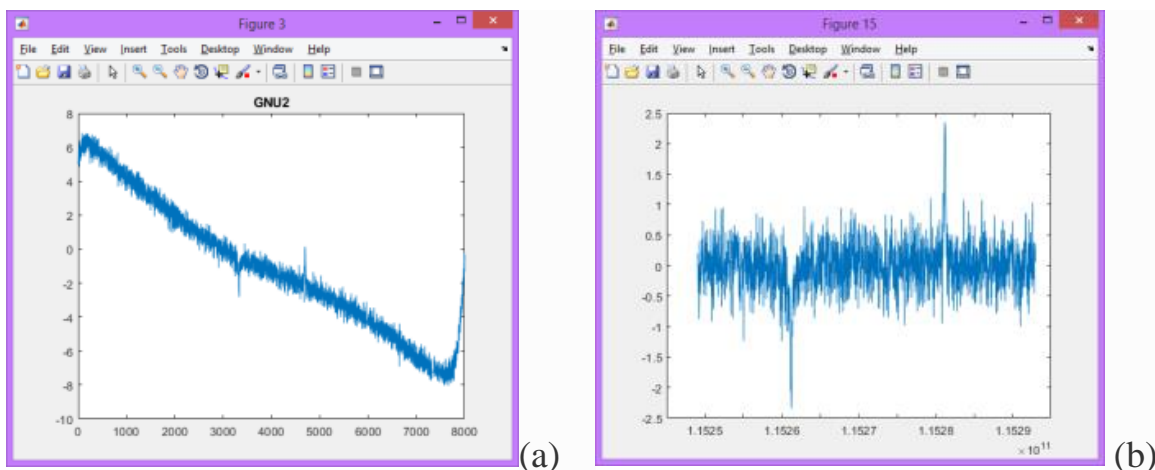 Figure 3
File Edit View Insert Tools Desktop Window Help
GNU2
8
6
4
2
0
-2
-4
-6
-8
-10
0 1000 2000 3000 4000 5000 6000 7000 8000
(a)
Figure 15
File Edit View Insert Tools Desktop Window Help
2.5
2
1.5
1
0.5
0
-0.5
-1
-1.5
-2
-2.5
1.1525 1.1526 1.1527 1.1528 1.1529
× 10^11
(b)